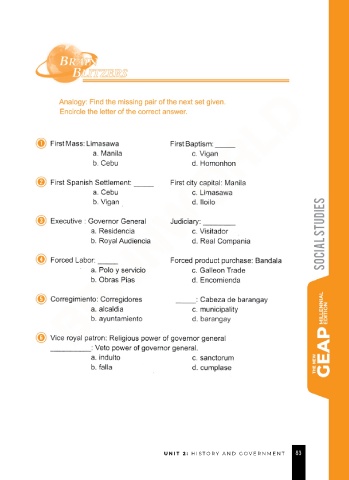 BRAIN
BATTERS
Analogy: Find the missing pair of the next set given.
Encircle the letter of the correct answer.
1 First Mass: Limasawa First Baptism: _____
a. Manila c. Vigan
b. Cebu d. Homonhon
2 First Spanish Settlement: _____ First city capital: Manila
a. Cebu c. Limasawa
b. Vigan d. Iloilo
3 Executive : Governor General Judiciary: ________
a. Residencia c. Visitador
b. Royal Audiencia d. Real Compania
4 Forced Labor: _____ Forced product purchase: Bandala
a. Polo y servicio c. Galleon Trade
b. Obras Pias d. Encomienda
5 Corregimiento: Corregidores _____: Cabeza de barangay
a. alcaldia c. municipality
b. ayuntamiento d. barangay
6 Vice royal patron: Religious power of governor general
__________: Veto power of governor general.
a. indulto c. sanctorum
b. falla d. cumplase
SOCIAL STUDIES
THE NEW
GEAP
MILLENNIAL
EDITION
UNIT 2: HISTORY AND GOVERNMENT 83